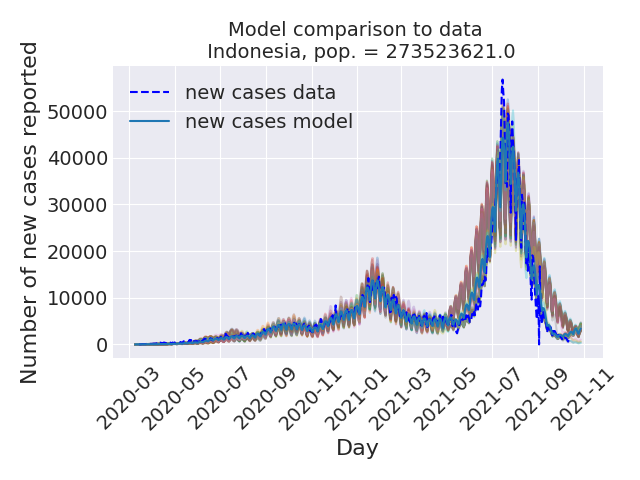 Model comparison to data
Indonesia, pop. = 273523621.0
new cases data
new cases model
Number of new cases reported
50000
40000
30000
20000
10000
0
2020-03
2020-05
2020-07
2020-09
2020-11
2021-01
2021-03
2021-05
2021-07
2021-09
2021-11
Day